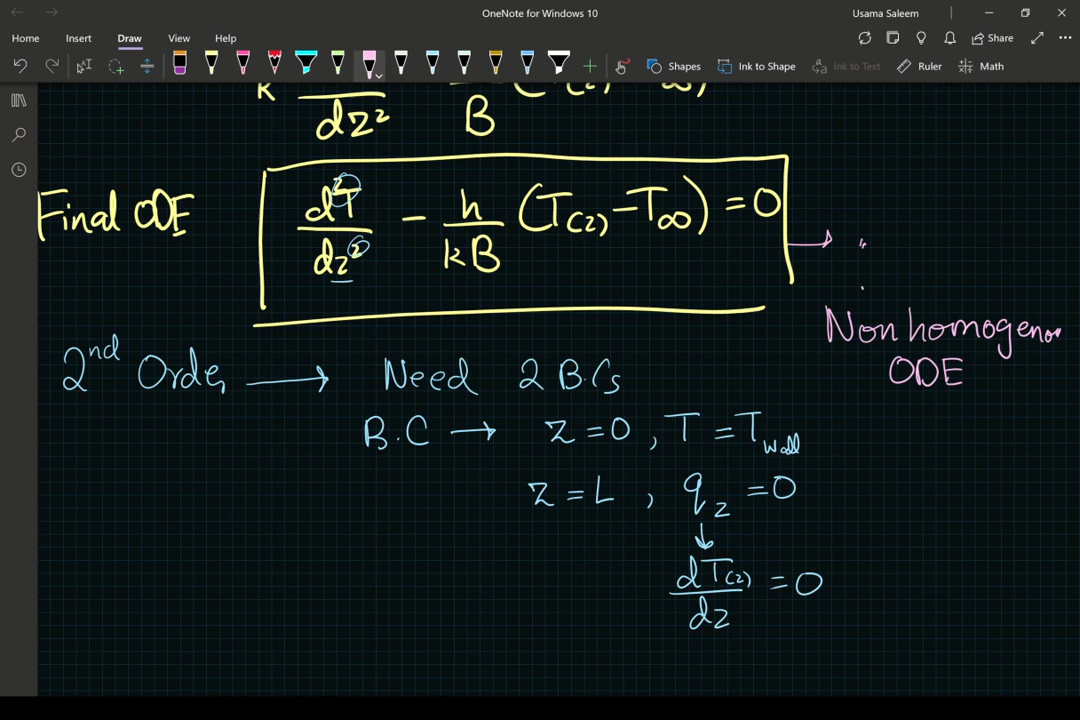 OneNote for Windows 10
Usama Saleem
Home Insert Draw View Help
Share
Shapes
Ink to Shape
Ink to Text
Ruler
Math
K
dz² B
Final ODE
d²T/dz² - h/kB (T(z) - T∞) = 0
Nonhomogeno
ODE
2nd Order → Need 2 B.Cs
B.C → z = 0, T = Twall
z = L, qz = 0
↓
dT(z)/dz = 0